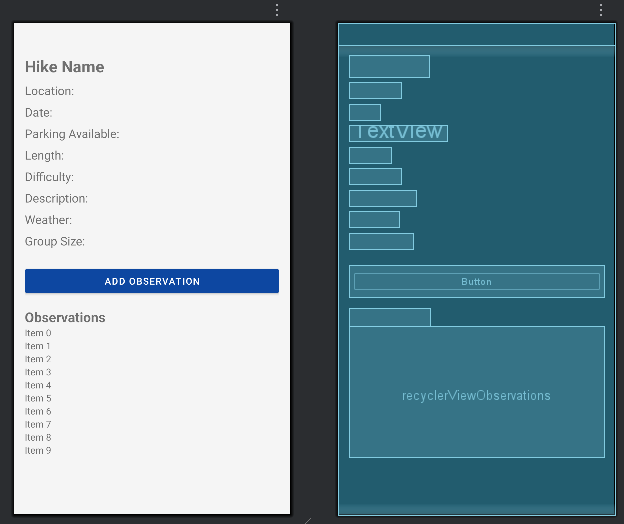 Hike Name
Location:
Date:
Parking Available:
Length:
Difficulty:
Description:
Weather:
Group Size:
ADD OBSERVATION
Observations
Item 0
Item 1
Item 2
Item 3
Item 4
Item 5
Item 6
Item 7
Item 8
Item 9
TextView
Button
recyclerViewObservations